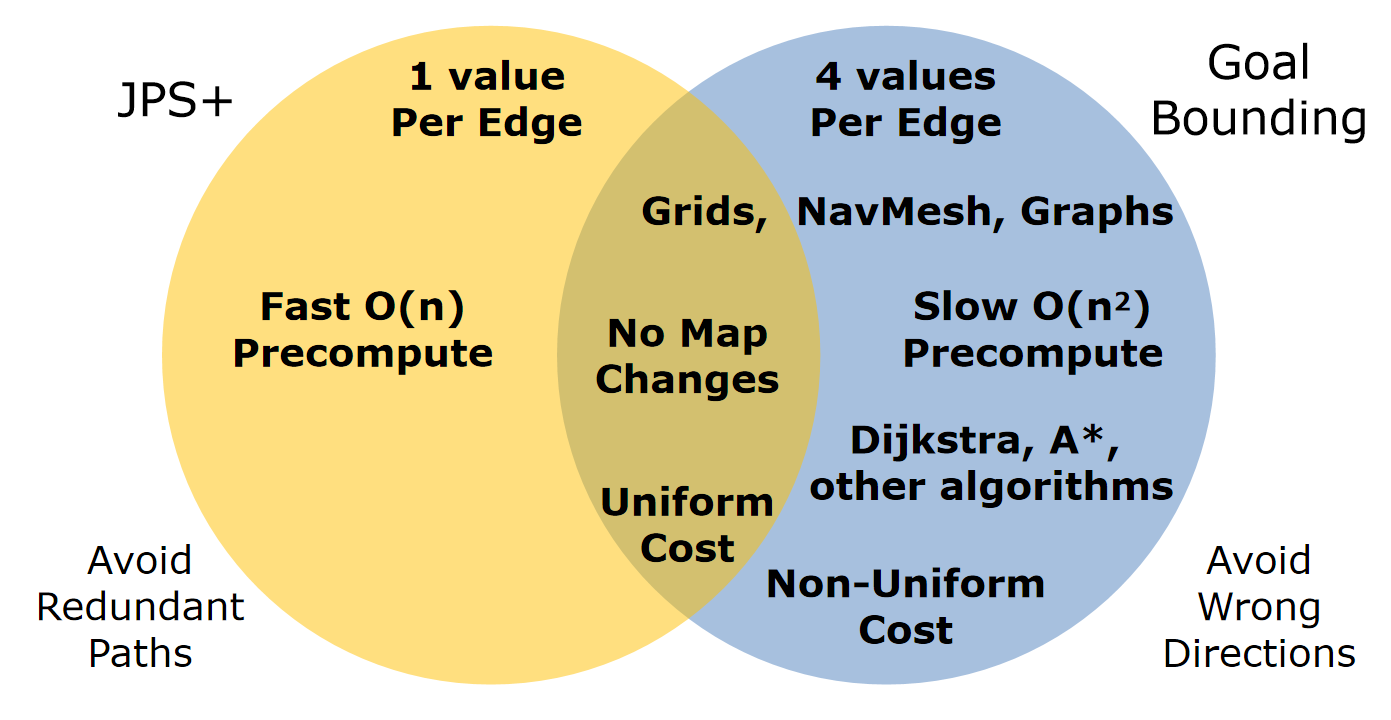 JPS+
1 value
Per Edge
4 values
Per Edge
Goal
Bounding
Grids, NavMesh, Graphs
Fast O(n)
Precompute
No Map
Changes
Slow O(n²)
Precompute
Dijkstra, A*,
other algorithms
Uniform
Cost
Non-Uniform
Cost
Avoid
Redundant
Paths
Avoid
Wrong
Directions